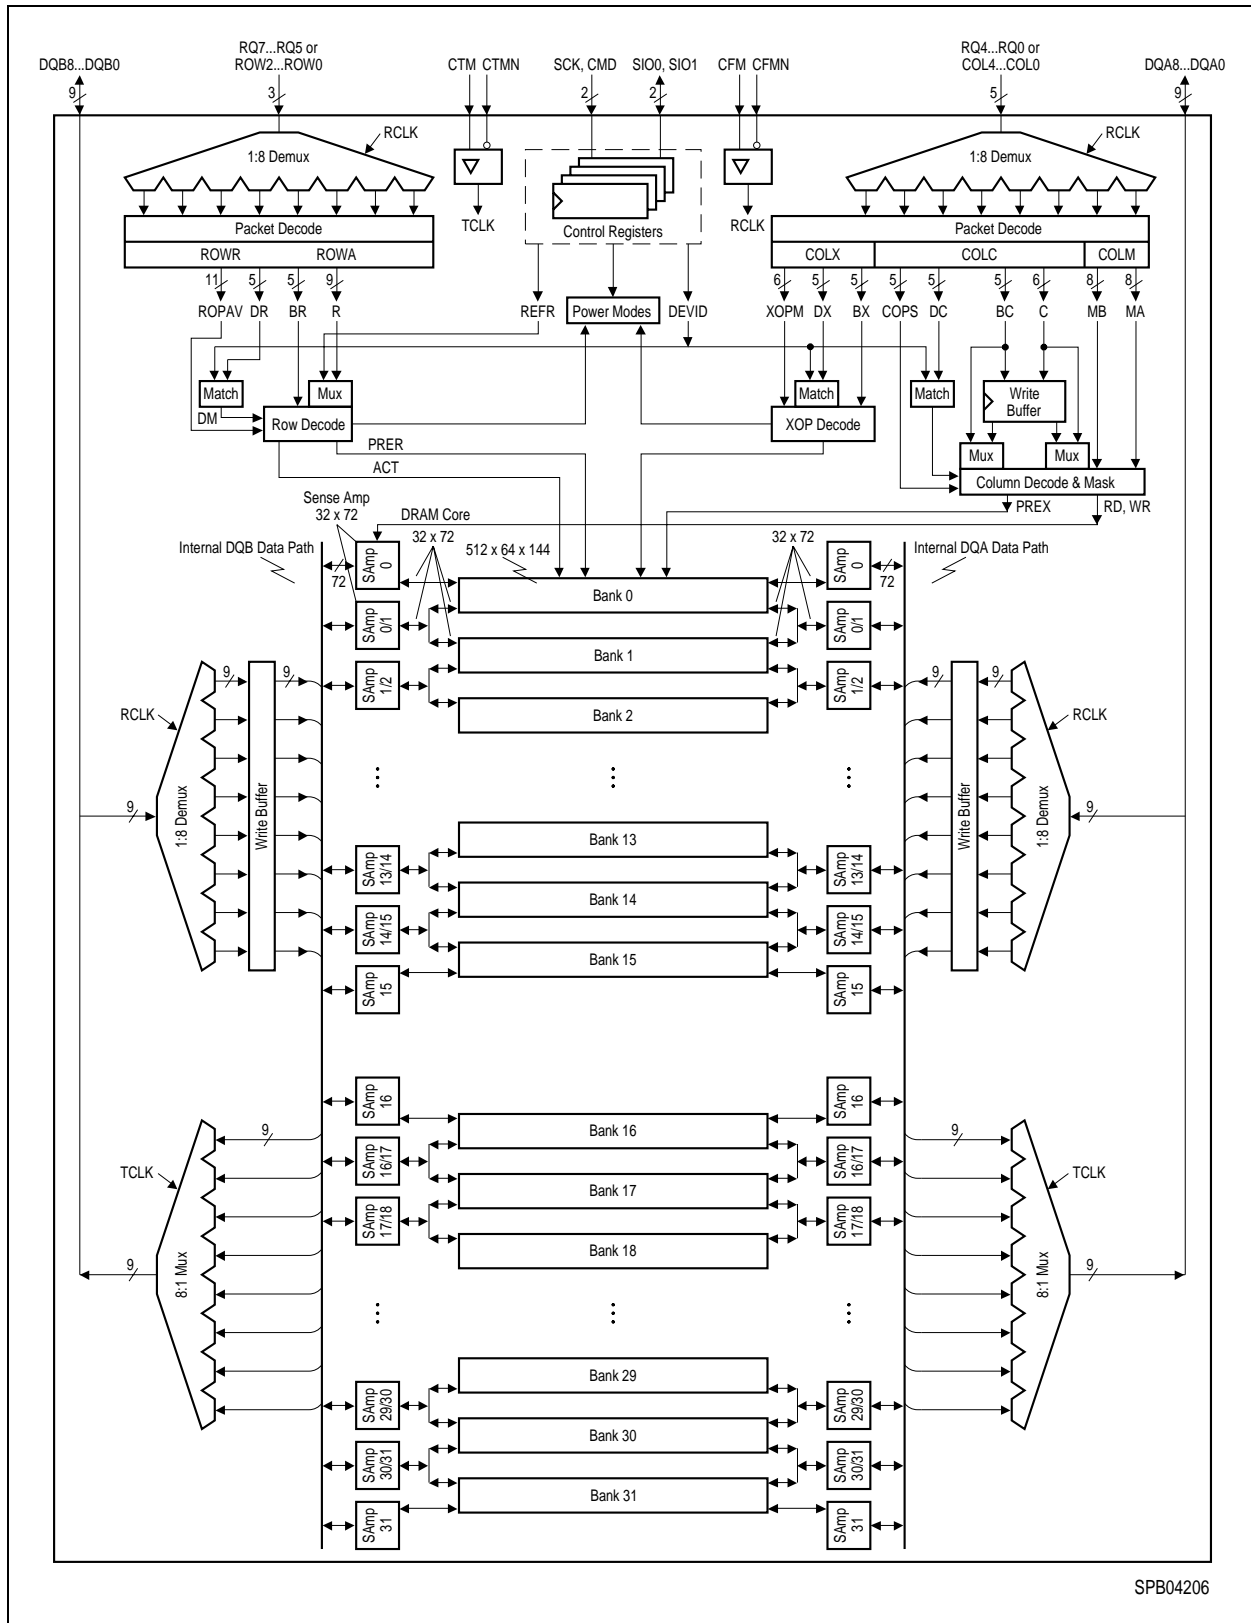 RQ7...RQ5 or
RQ4...RQ0 or
DQB8...DQB0
ROW2...ROW0
CTM
CTMN
SCK, CMD
SIO0, SIO1
CFM
CFMN
COL4...COL0
DQA8...DQA0
9
3
2
2
5
9
RCLK
RCLK
1:8 Demux
1:8 Demux
TCLK
Control Registers
RCLK
Packet Decode
Packet Decode
ROWR
ROWA
COLX
COLC
COLM
11
5
5
9
6
5
5
5
5
5
6
8
8
ROPAV
DR
BR
R
REFR
Power Modes
DEVID
XOPM
DX
BX
COPS
DC
BC
C
MB
MA
Match
Mux
Match
Match
Write
Buffer
DM
Row Decode
XOP Decode
PRER
Mux
Mux
ACT
Column Decode & Mask
Sense Amp
32 x 72
DRAM Core
PREX
RD, WR
32 x 72
512 x 64 x 144
32 x 72
Internal DQB Data Path
Internal DQA Data Path
72
72
SAmp
0
Bank 0
SAmp
0
SAmp
0/1
SAmp
0/1
Bank 1
SAmp
1/2
SAmp
1/2
Bank 2
9
9
9
9
RCLK
RCLK
9
1:8 Demux
Write Buffer
Write Buffer
1:8 Demux
9
Bank 13
SAmp
13/14
SAmp
13/14
Bank 14
SAmp
14/15
SAmp
14/15
Bank 15
SAmp
15
SAmp
15
SAmp
16
SAmp
16
Bank 16
9
9
SAmp
16/17
SAmp
16/17
TCLK
TCLK
Bank 17
SAmp
17/18
SAmp
17/18
Bank 18
9
8:1 Mux
8:1 Mux
9
Bank 29
SAmp
29/30
SAmp
29/30
Bank 30
SAmp
30/31
SAmp
30/31
Bank 31
SAmp
31
SAmp
31
SPB04206